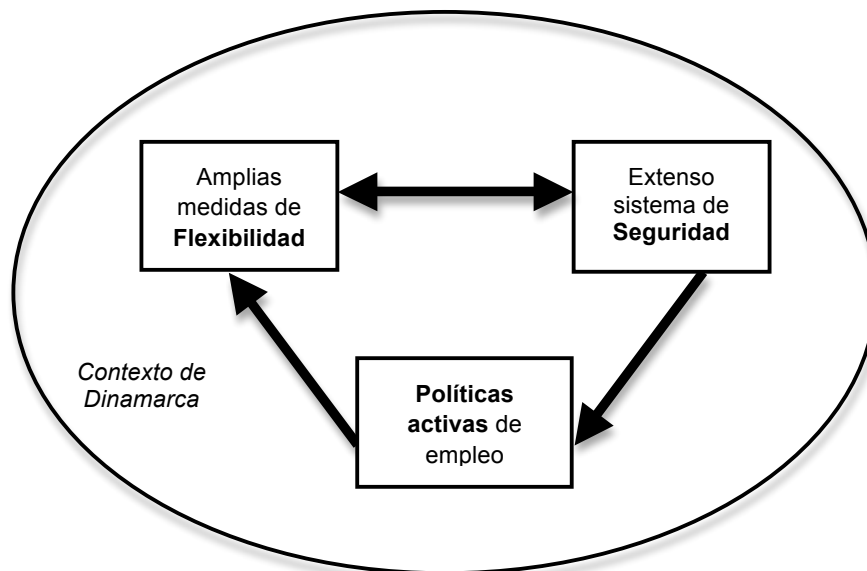 Amplias
medidas de
Flexibilidad
Extenso
sistema de
Seguridad
Contexto de
Dinamarca
Políticas
activas de
empleo